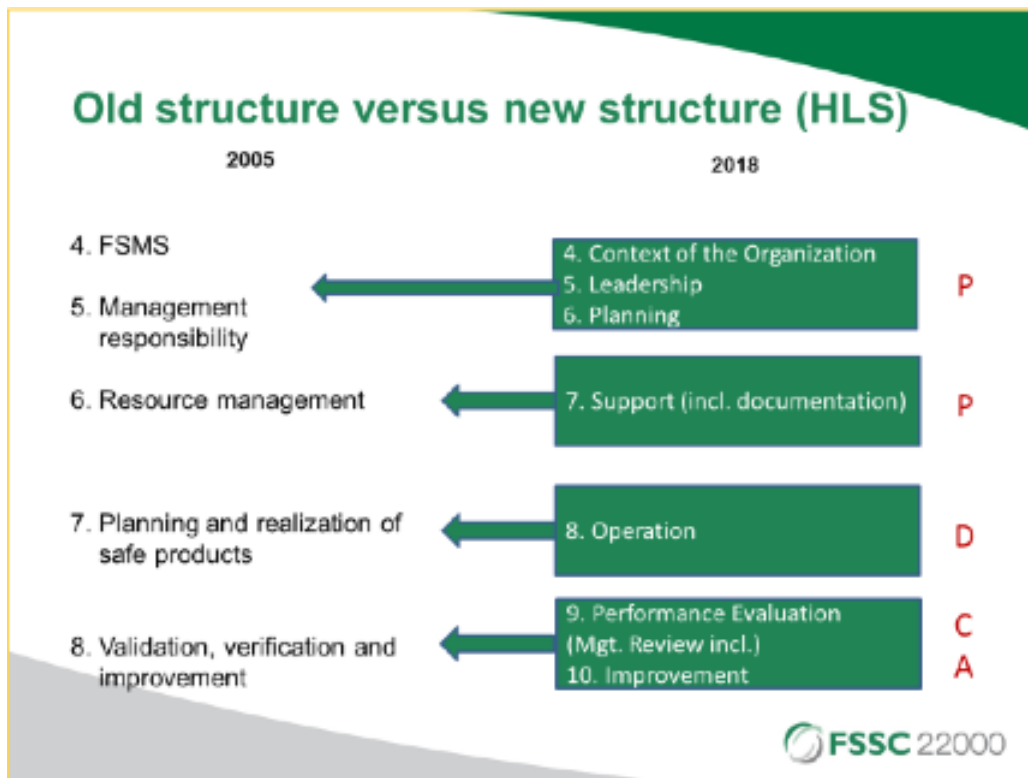 Old structure versus new structure (HLS)
2005
2018
4. FSMS
5. Management
responsibility
6. Resource management
7. Planning and realization of
safe products
8. Validation, verification and
improvement
4. Context of the Organization
5. Leadership
6. Planning
P
7. Support (incl. documentation)
P
8. Operation
D
9. Performance Evaluation
(Mgt. Review incl.)
10. Improvement
C
A
FSSC 22000